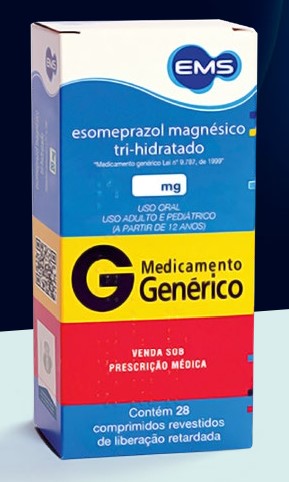 EMS
esomeprazol magnésico
tri-hidratado
"Medicamento genérico Lei nº 9.787, de 1999"
mg
USO ORAL
USO ADULTO E PEDIÁTRICO
(A PARTIR DE 12 ANOS)
G Medicamento
Genérico
VENDA SOB
PRESCRIÇÃO MÉDICA
Contém 28
comprimidos revestidos
de liberação retardada